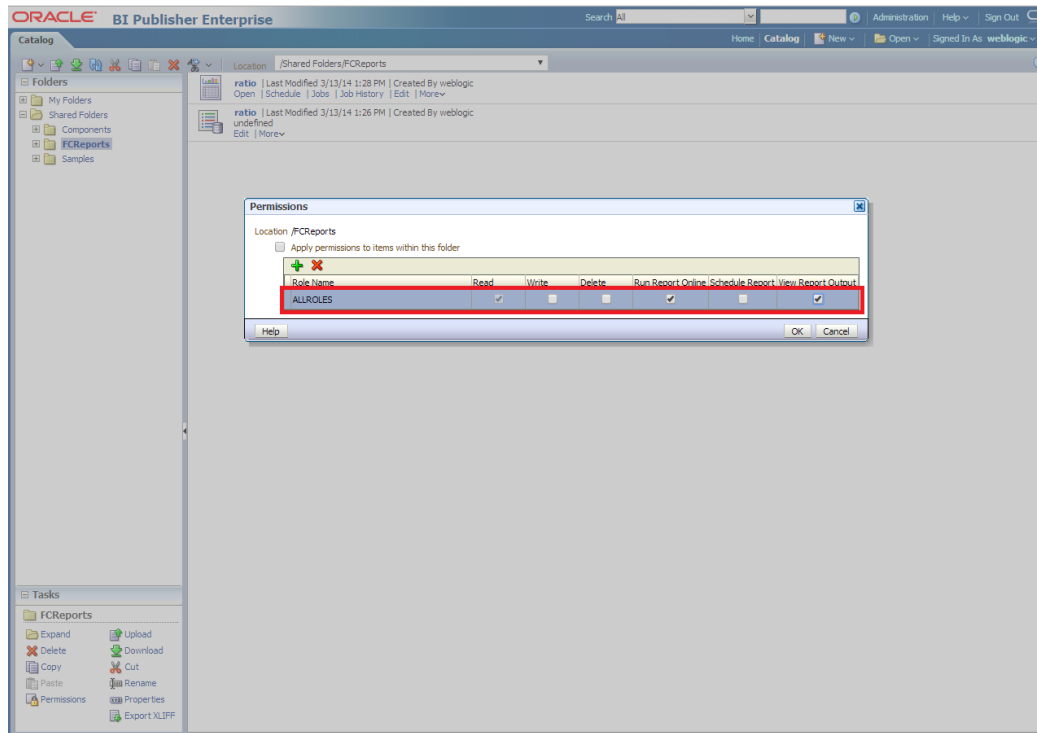 ORACLE BI Publisher Enterprise
Search All
Administration Help Sign Out
Catalog
Home Catalog New Open Signed In As weblogic
Location /Shared Folders/FCReports
Folders
My Folders
Shared Folders
Components
FCReports
Samples
ratio | Last Modified 3/13/14 1:28 PM | Created By weblogic
Open | Schedule | Jobs | Job History | Edit | More
ratio | Last Modified 3/13/14 1:26 PM | Created By weblogic
undefined
Edit | More
Permissions
Location /FCReports
Apply permissions to items within this folder
Role Name Read Write Delete Run Report Online Schedule Report View Report Output
ALLROLES
Help OK Cancel
Tasks
FCReports
Expand Upload
Delete Download
Copy Cut
Paste Rename
Permissions Properties
Export XLIFF